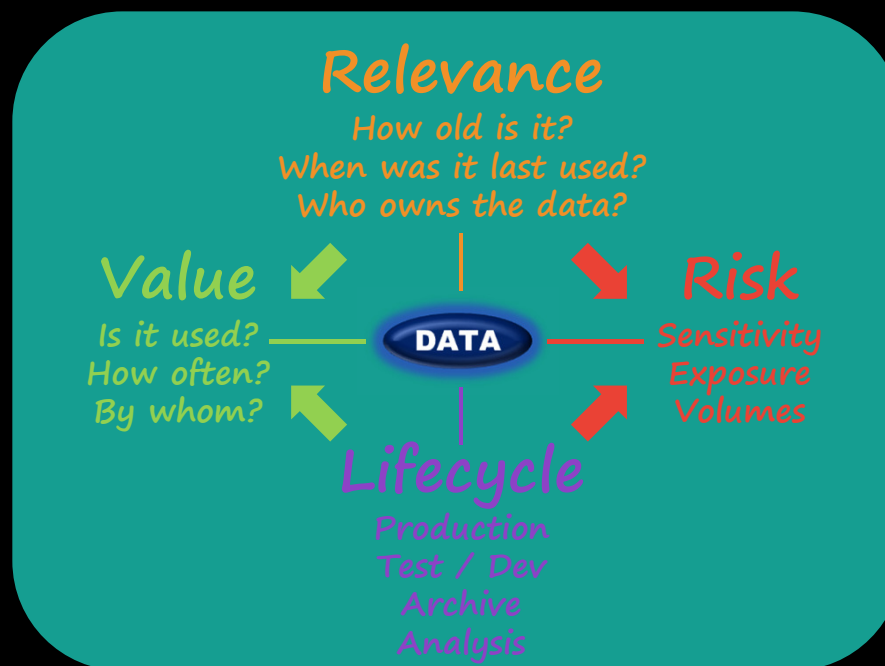 Relevance
How old is it?
When was it last used?
Who owns the data?
Value
Is it used?
How often?
By whom?
DATA
Risk
Sensitivity
Exposure
Volumes
Lifecycle
Production
Test / Dev
Archive
Analysis